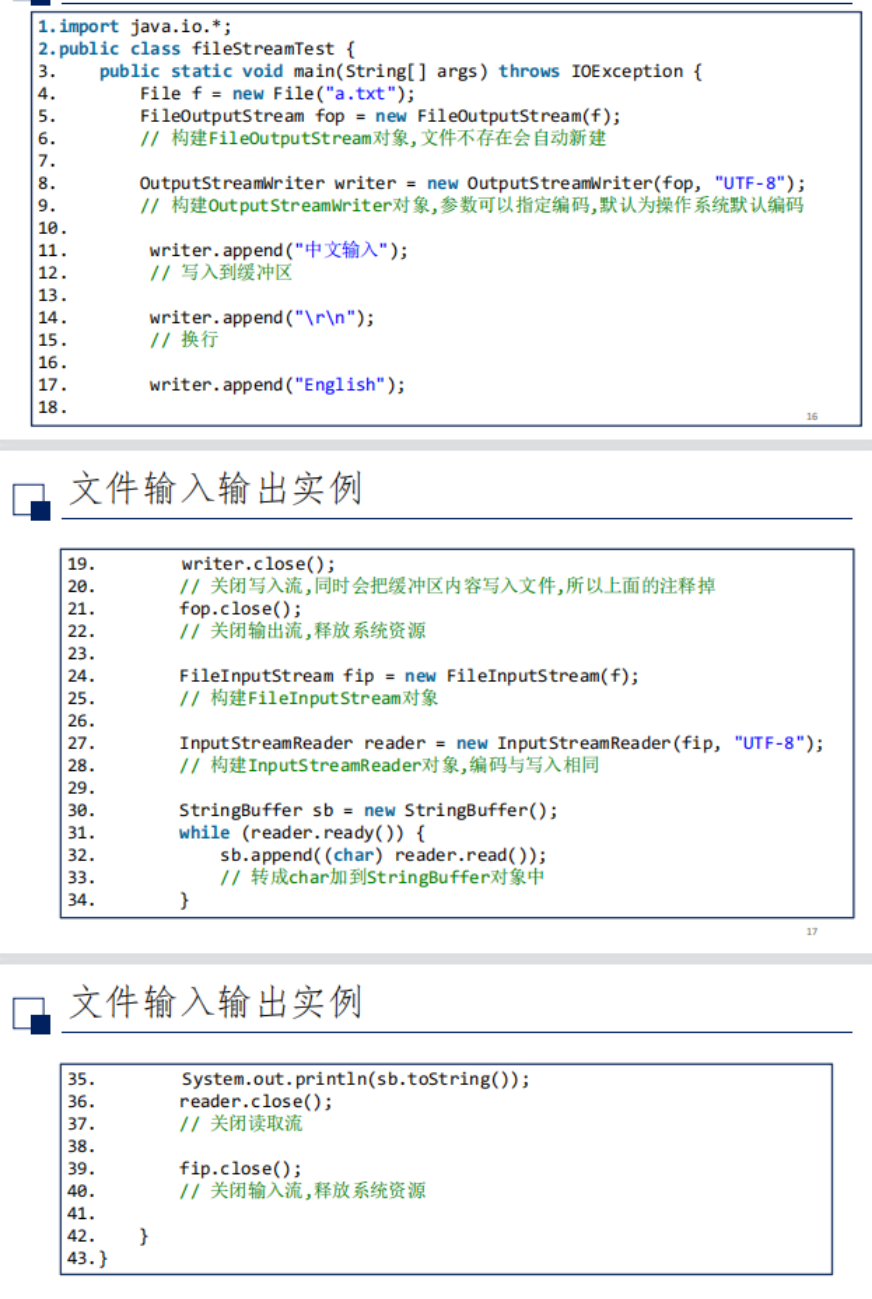 1.import java.io.*;
2.public class fileStreamTest {
3.    public static void main(String[] args) throws IOException {
4.        File f = new File("a.txt");
5.        FileOutputStream fop = new FileOutputStream(f);
6.        // 构建FileOutputStream对象,文件不存在会自动新建
7.
8.        OutputStreamWriter writer = new OutputStreamWriter(fop, "UTF-8");
9.        // 构建OutputStreamWriter对象,参数可以指定编码,默认为操作系统默认编码
10.
11.        writer.append("中文输入");
12.        // 写入到缓冲区
13.
14.        writer.append("\r\n");
15.        // 换行
16.
17.        writer.append("English");
18.
16
文件输入输出实例
19.        writer.close();
20.        // 关闭写入流,同时会把缓冲区内容写入文件,所以上面的注释掉
21.        fop.close();
22.        // 关闭输出流,释放系统资源
23.
24.        FileInputStream fip = new FileInputStream(f);
25.        // 构建FileInputStream对象
26.
27.        InputStreamReader reader = new InputStreamReader(fip, "UTF-8");
28.        // 构建InputStreamReader对象,编码与写入相同
29.
30.        StringBuffer sb = new StringBuffer();
31.        while (reader.ready()) {
32.            sb.append((char) reader.read());
33.            // 转成char加到StringBuffer对象中
34.        }
17
文件输入输出实例
35.        System.out.println(sb.toString());
36.        reader.close();
37.        // 关闭读取流
38.
39.        fip.close();
40.        // 关闭输入流,释放系统资源
41.
42.    }
43.}